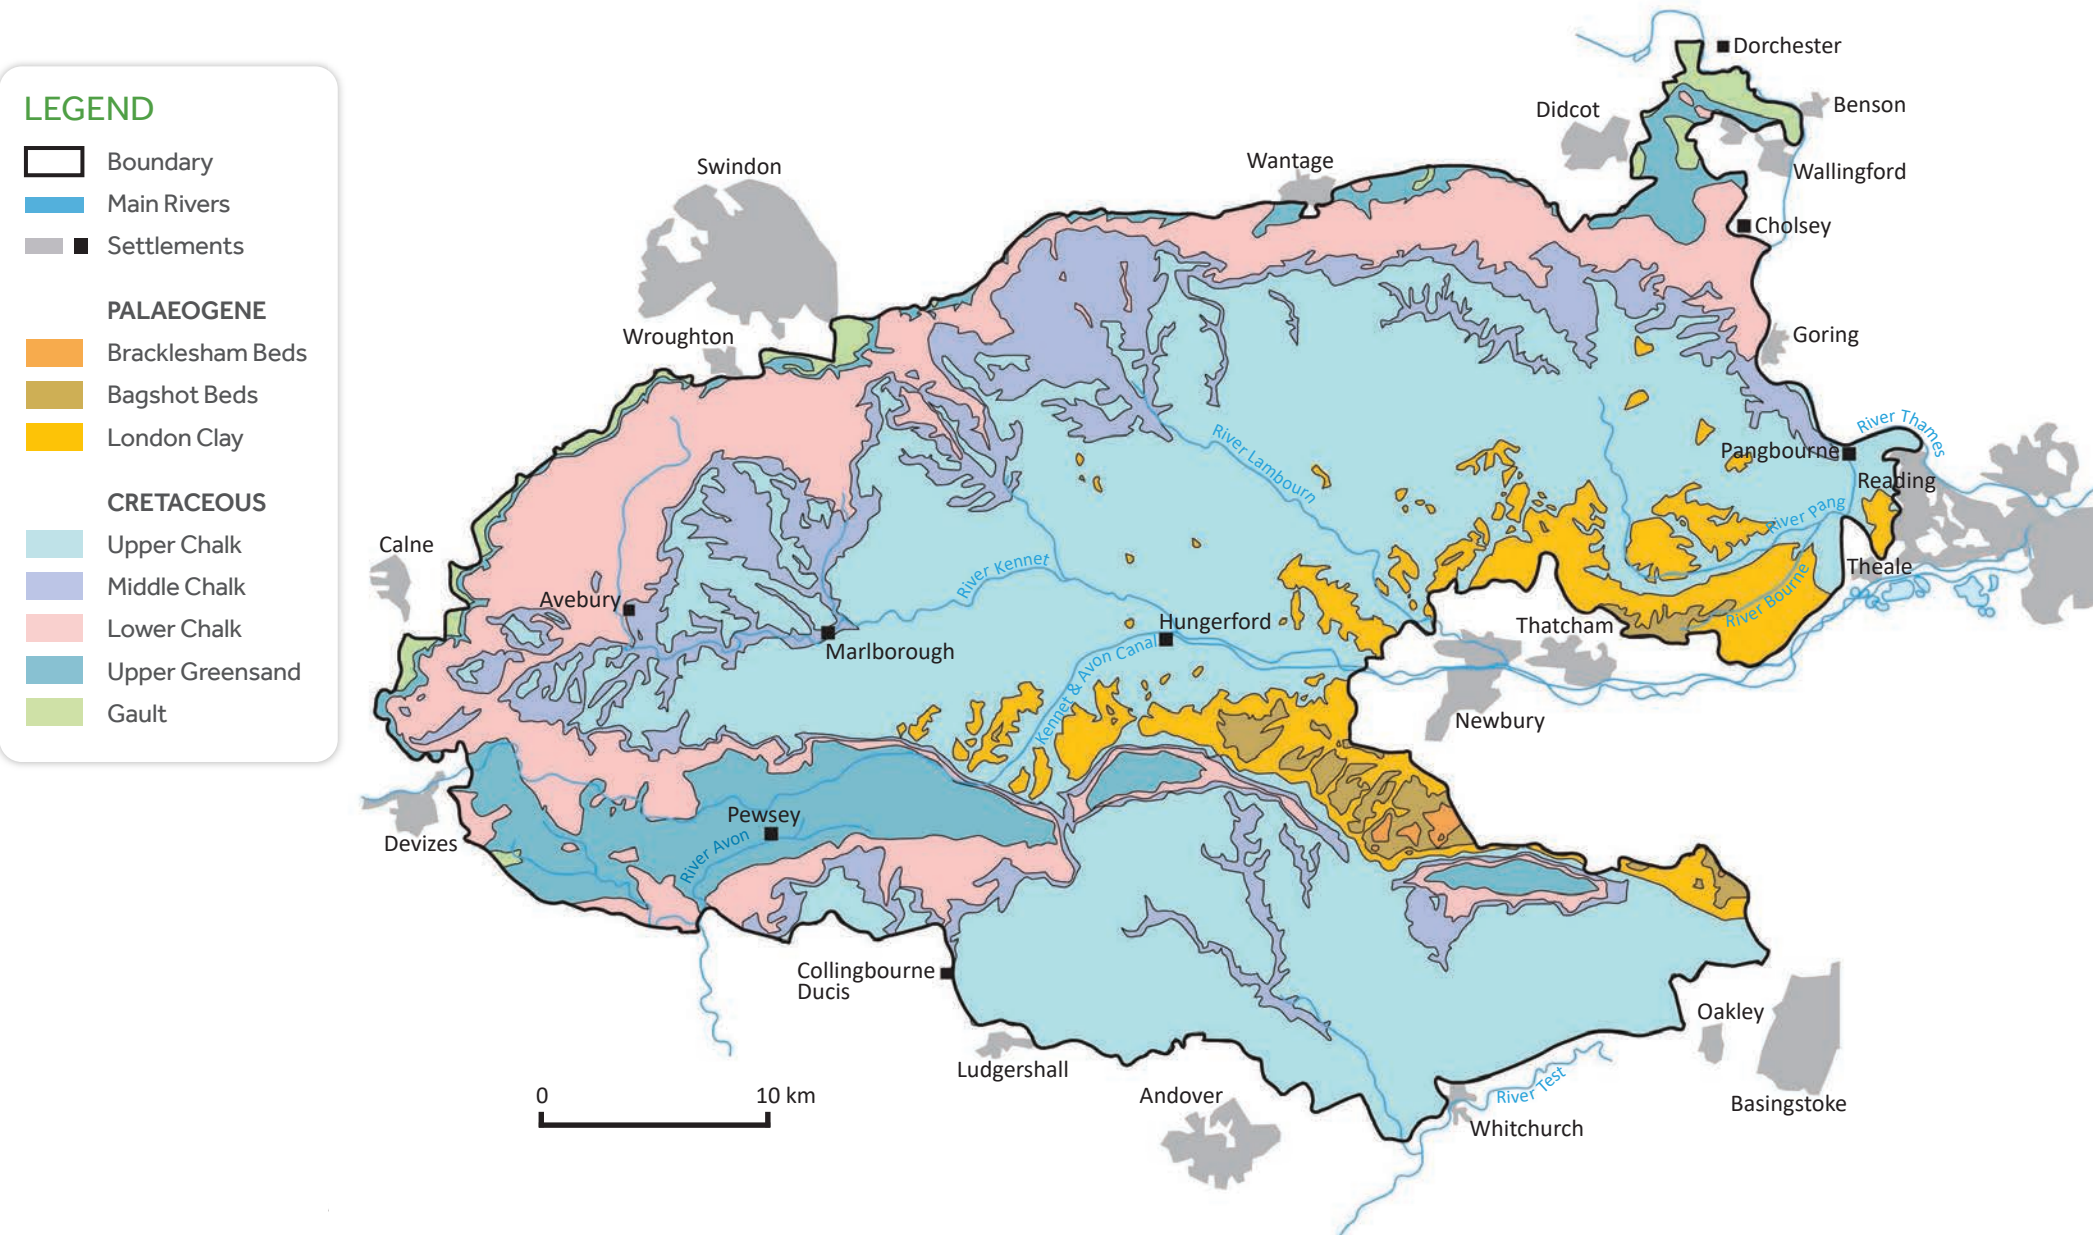 LEGEND
Boundary
Main Rivers
Settlements
PALAEOGENE
Bracklesham Beds
Bagshot Beds
London Clay
CRETACEOUS
Upper Chalk
Middle Chalk
Lower Chalk
Upper Greensand
Gault
Dorchester
Benson
Didcot
Wallingford
Wantage
Swindon
Cholsey
Wroughton
Goring
River Thames
Pangbourne
Reading
River Lambourn
River Pang
Calne
Theale
River Kennet
River Bourne
Avebury
Hungerford
Thatcham
Marlborough
Kennet & Avon Canal
Newbury
Pewsey
River Avon
Devizes
Collingbourne
Ducis
Oakley
Ludgershall
0 10 km
Andover
River Test
Basingstoke
Whitchurch